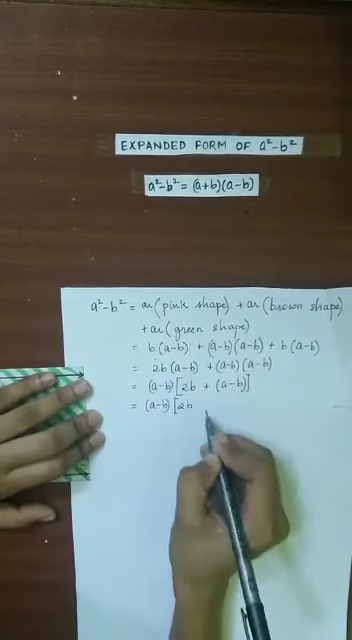 EXPANDED FORM OF a²-b²
a²-b² = (a+b)(a-b)
a²-b² = ar(pink shape) + ar(brown shape)
+ar(green shape)
= b(a-b) + (a-b)(a-b) + b(a-b)
= 2b(a-b) + (a-b)(a-b)
= (a-b)[2b + (a-b)]
= (a-b)[2b